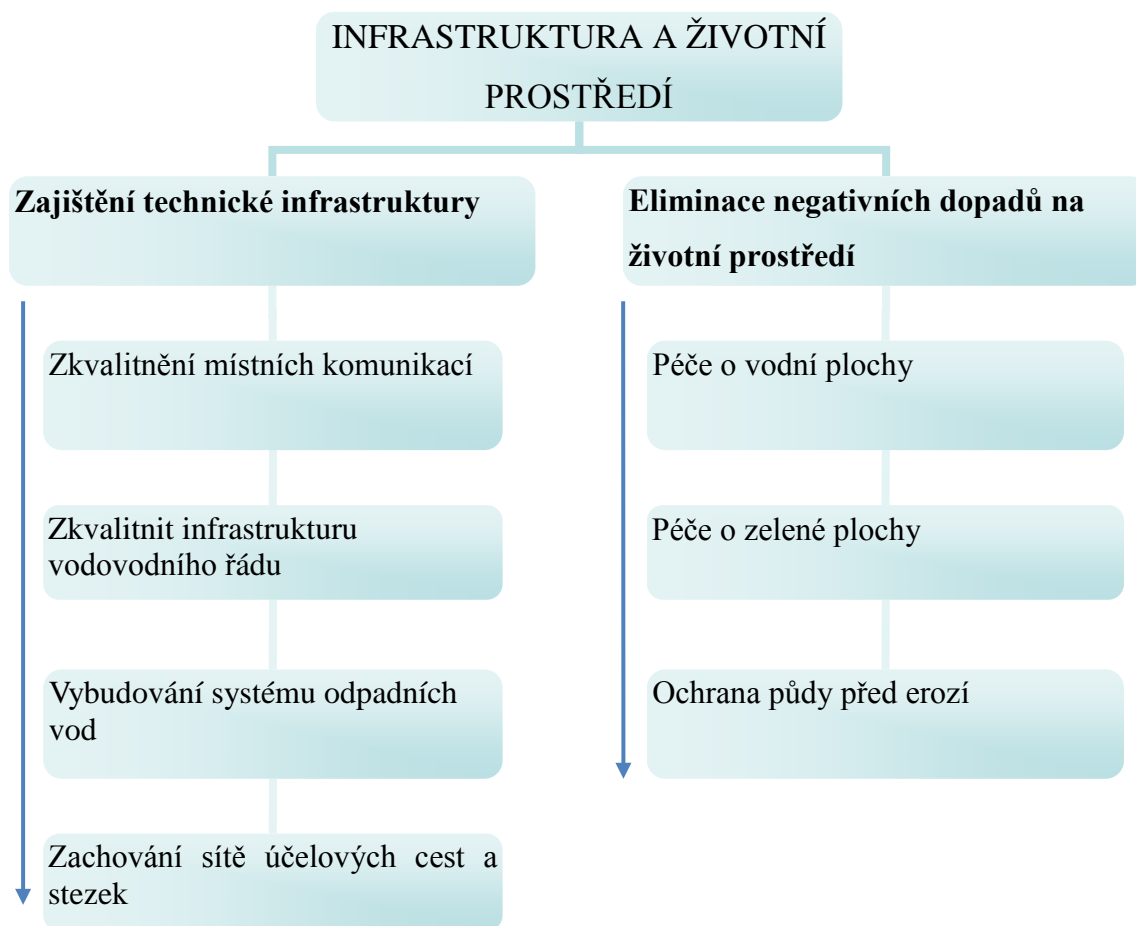 INFRASTRUKTURA A ŽIVOTNÍ
PROSTŘEDÍ
Zajištění technické infrastruktury
Zkvalitnění místních komunikací
Zkvalitnit infrastrukturu
vodovodního řádu
Vybudování systému odpadních
vod
Zachování sítě účelových cest a
stezek
Eliminace negativních dopadů na
životní prostředí
Péče o vodní plochy
Péče o zelené plochy
Ochrana půdy před erozí